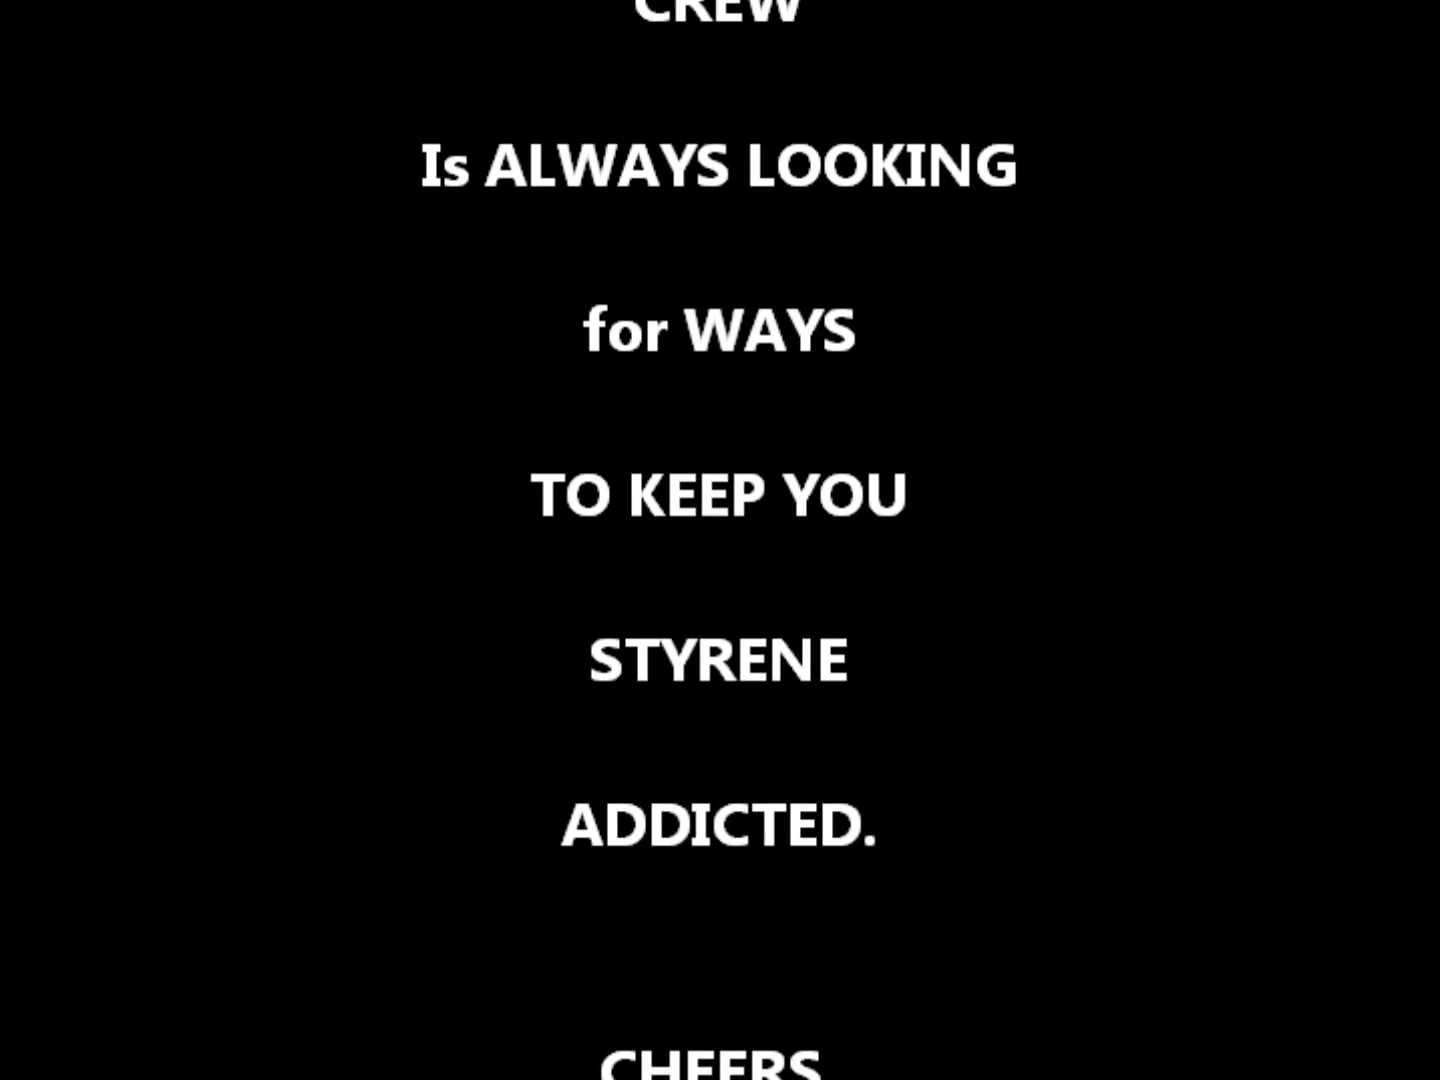 CREW
Is ALWAYS LOOKING
for WAYS
TO KEEP YOU
STYRENE
ADDICTED.
CHEERS